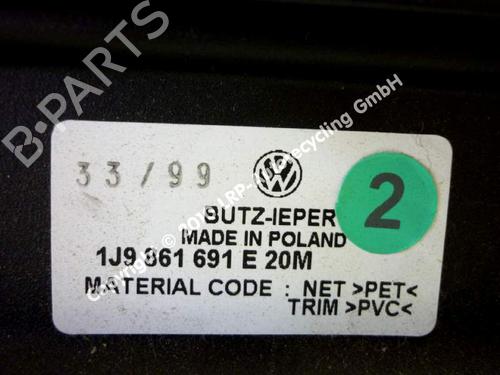 33/99
2
BUTZ-IEPER
MADE IN POLAND
1J9 861 691 E 20M
MATERIAL CODE : NET >PET<
TRIM >PVC<
B-PARTS